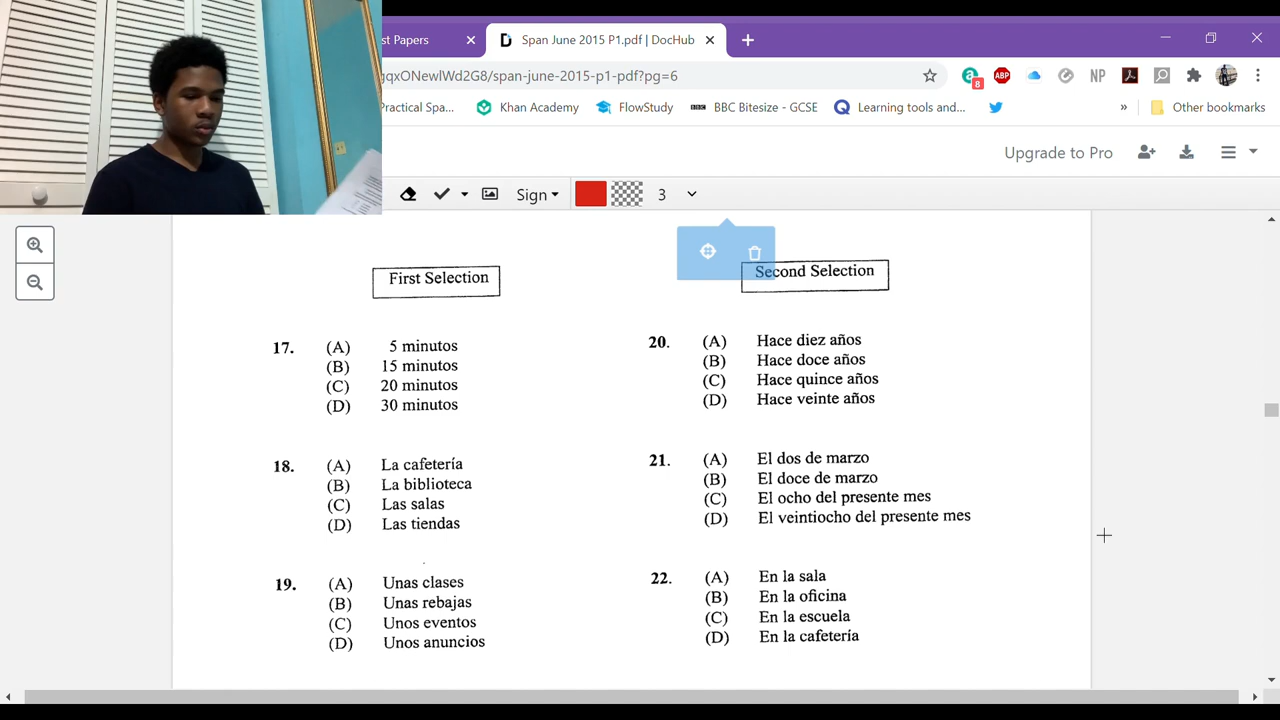 st Papers
Span June 2015 P1.pdf | DocHub
qxONewlWd2G8/span-june-2015-p1-pdf?pg=6
8
ABP
NP
Practical Spa...
Khan Academy
FlowStudy
BBC
BBC Bitesize - GCSE
Learning tools and...
»
Other bookmarks
Upgrade to Pro
Sign
3
First Selection
17. (A) 5 minutos
(B) 15 minutos
(C) 20 minutos
(D) 30 minutos
18. (A) La cafetería
(B) La biblioteca
(C) Las salas
(D) Las tiendas
19. (A) Unas clases
(B) Unas rebajas
(C) Unos eventos
(D) Unos anuncios
Second Selection
20. (A) Hace diez años
(B) Hace doce años
(C) Hace quince años
(D) Hace veinte años
21. (A) El dos de marzo
(B) El doce de marzo
(C) El ocho del presente mes
(D) El veintiocho del presente mes
22. (A) En la sala
(B) En la oficina
(C) En la escuela
(D) En la cafetería